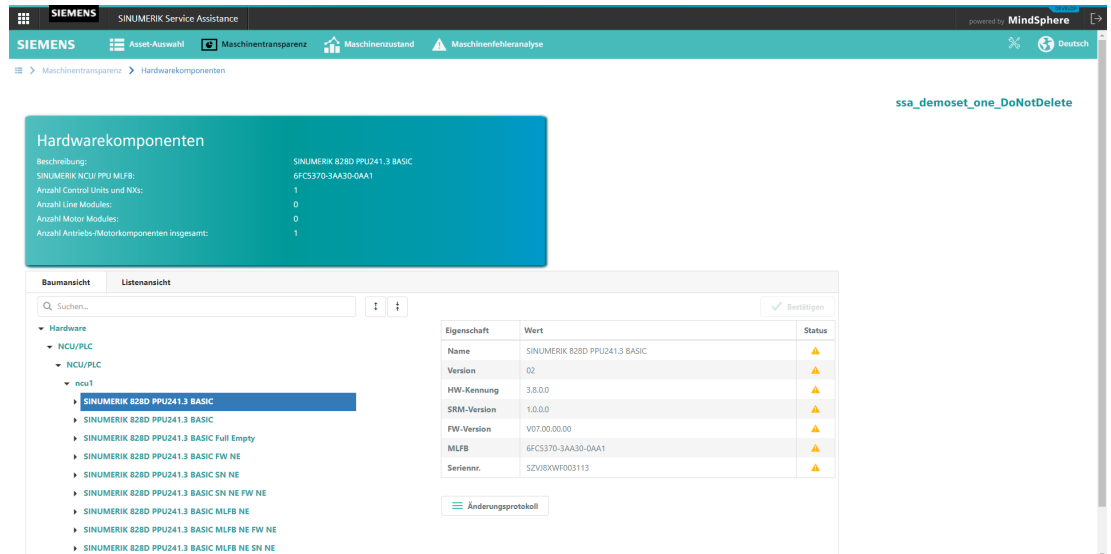 SIEMENS
SINUMERIK Service Assistance
DEVELOP
powered by MindSphere
SIEMENS
Asset-Auswahl
Maschinentransparenz
Maschinenzustand
Maschinenfehleranalyse
Deutsch
Maschinentransparenz
Hardwarekomponenten
ssa_demoset_one_DoNotDelete
Hardwarekomponenten
Beschreibung: SINUMERIK 828D PPU241.3 BASIC
SINUMERIK NCU/ PPU MLFB: 6FC5370-3AA30-0AA1
Anzahl Control Units und NXs: 1
Anzahl Line Modules: 0
Anzahl Motor Modules: 0
Anzahl Antriebs-/Motorkomponenten insgesamt: 1
Baumansicht Listenansicht
Suchen...
Bestätigen
Hardware
NCU/PLC
NCU/PLC
ncu1
SINUMERIK 828D PPU241.3 BASIC
SINUMERIK 828D PPU241.3 BASIC
SINUMERIK 828D PPU241.3 BASIC Full Empty
SINUMERIK 828D PPU241.3 BASIC FW NE
SINUMERIK 828D PPU241.3 BASIC SN NE
SINUMERIK 828D PPU241.3 BASIC SN NE FW NE
SINUMERIK 828D PPU241.3 BASIC MLFB NE
SINUMERIK 828D PPU241.3 BASIC MLFB NE FW NE
SINUMERIK 828D PPU241.3 BASIC MLFB NE SN NE
Eigenschaft Wert Status
Name SINUMERIK 828D PPU241.3 BASIC
Version 02
HW-Kennung 3.8.0.0
SRM-Version 1.0.0.0
FW-Version V07.00.00.00
MLFB 6FC5370-3AA30-0AA1
Seriennr. SZVJ8XWF003113
Änderungsprotokoll